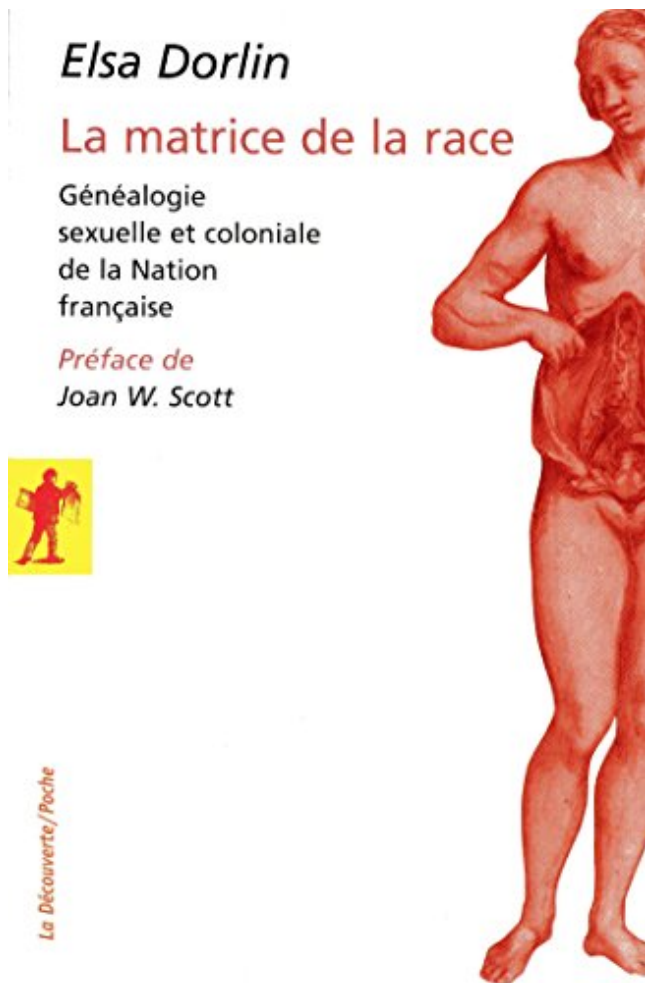 Elsa Dorlin
La matrice de la race
Généalogie
sexuelle et coloniale
de la Nation
française
Préface de
Joan W. Scott
La Découverte/Poche